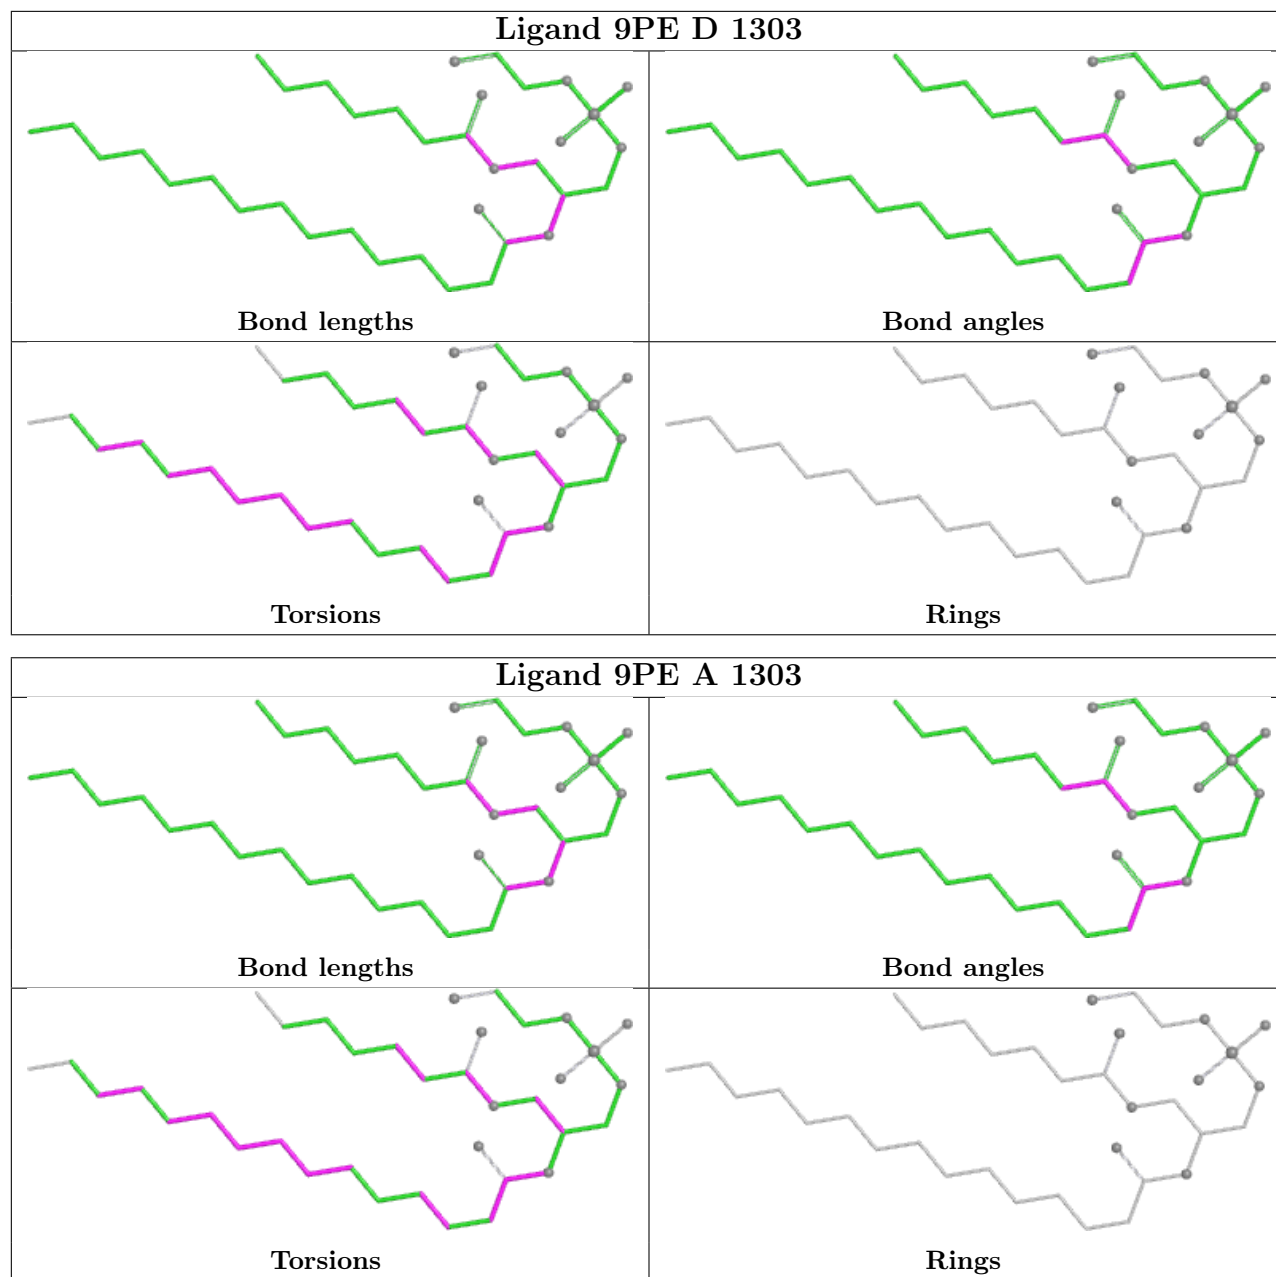 Ligand 9PE D 1303
Bond lengths
Bond angles
Torsions
Rings
Ligand 9PE A 1303
Bond lengths
Bond angles
Torsions
Rings